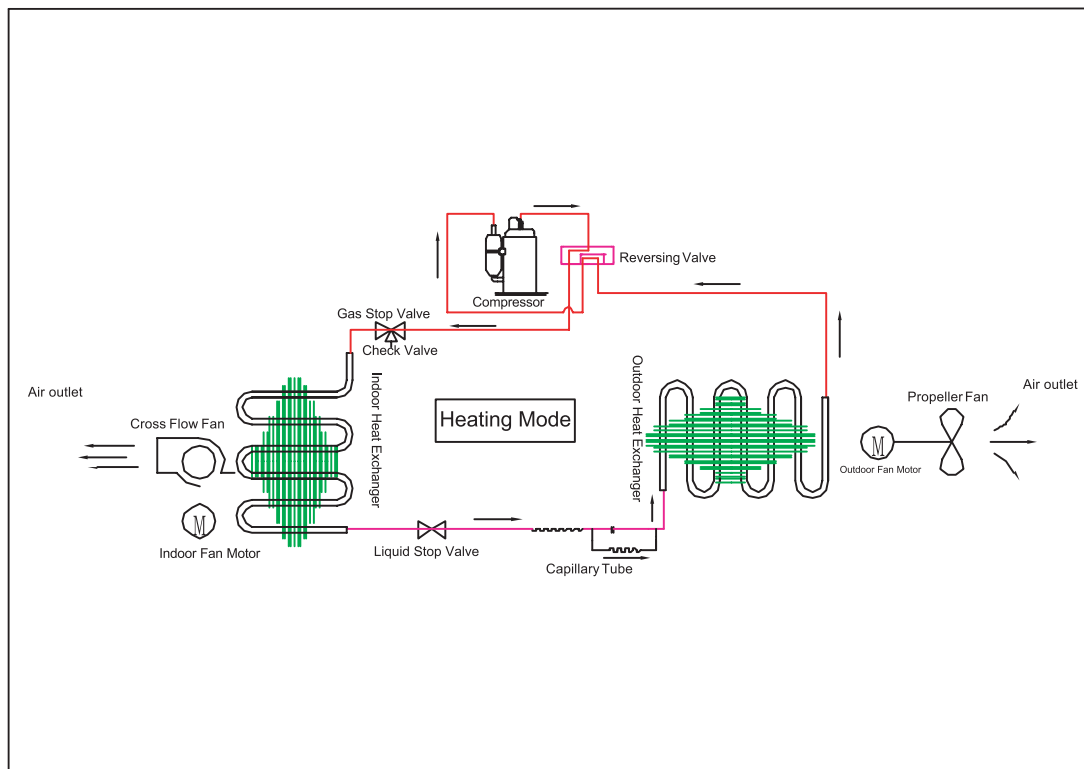 Reversing Valve
Compressor
Gas Stop Valve
Check Valve
Air outlet
Indoor Heat Exchanger
Heating Mode
Outdoor Heat Exchanger
Air outlet
Propeller Fan
Cross Flow Fan
M
Outdoor Fan Motor
M
Indoor Fan Motor
Liquid Stop Valve
Capillary Tube